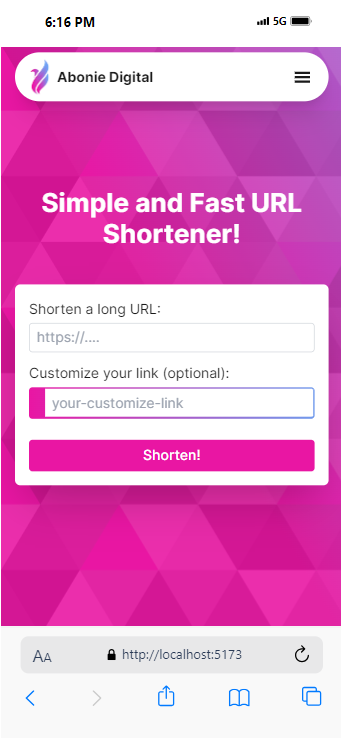 6:16 PM
5G
Abonie Digital
Simple and Fast URL
Shortener!
Shorten a long URL:
https://....
Customize your link (optional):
your-customize-link
Shorten!
AA
http://localhost:5173